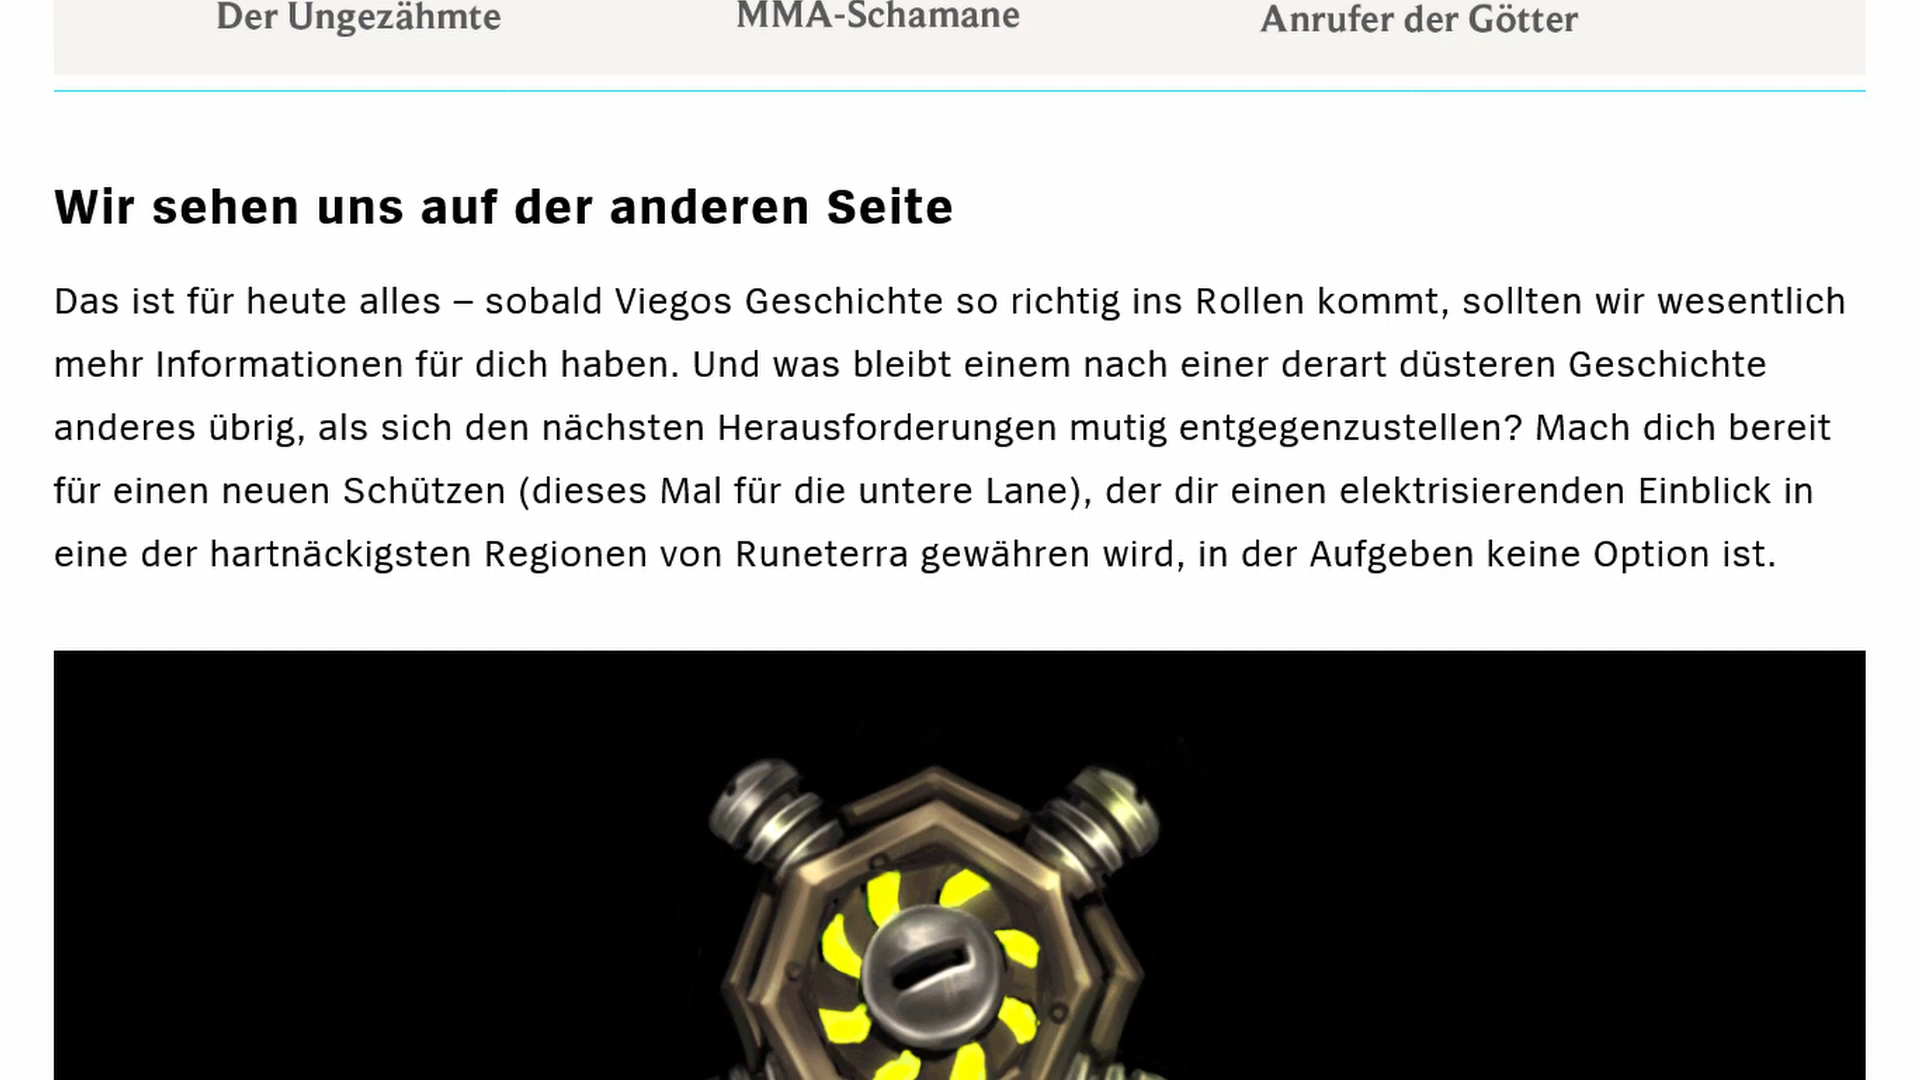 Der Ungezähmte MMA-Schamane Anrufer der Götter
Wir sehen uns auf der anderen Seite
Das ist für heute alles – sobald Viegos Geschichte so richtig ins Rollen kommt, sollten wir wesentlich
mehr Informationen für dich haben. Und was bleibt einem nach einer derart düsteren Geschichte
anderes übrig, als sich den nächsten Herausforderungen mutig entgegenzustellen? Mach dich bereit
für einen neuen Schützen (dieses Mal für die untere Lane), der dir einen elektrisierenden Einblick in
eine der hartnäckigsten Regionen von Runeterra gewähren wird, in der Aufgeben keine Option ist.